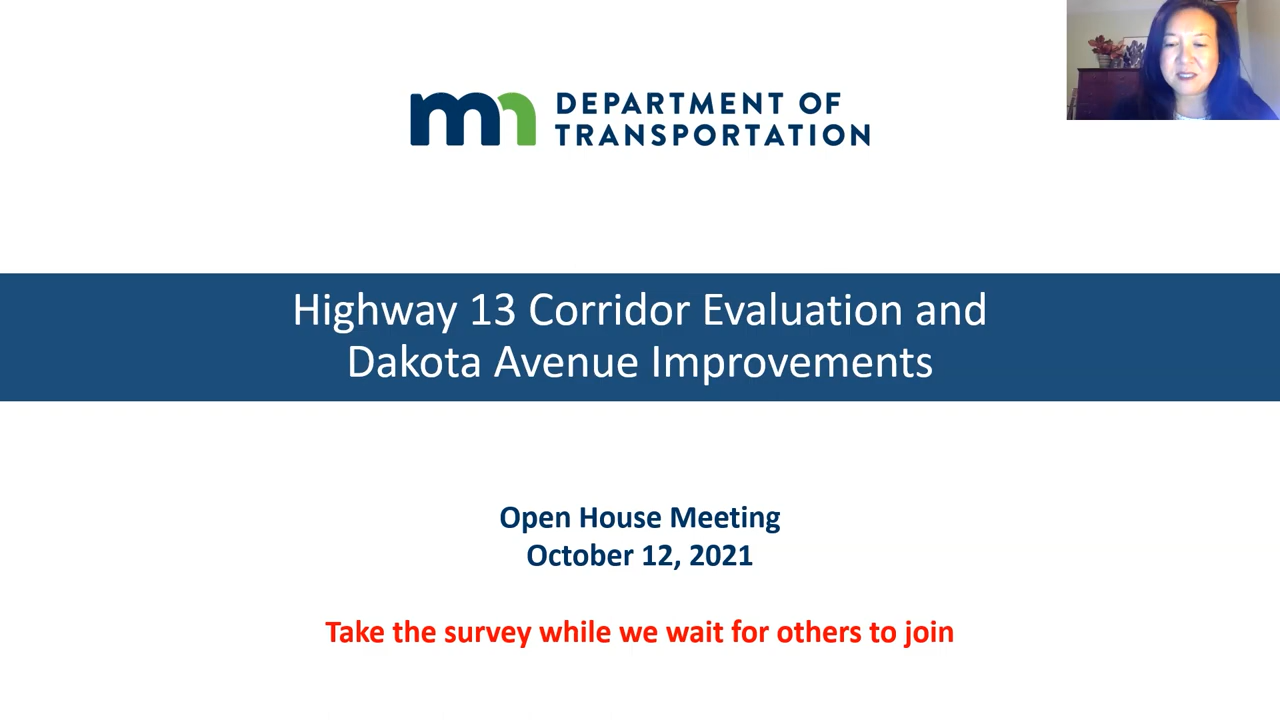 mn DEPARTMENT OF
TRANSPORTATION
Highway 13 Corridor Evaluation and
Dakota Avenue Improvements
Open House Meeting
October 12, 2021
Take the survey while we wait for others to join